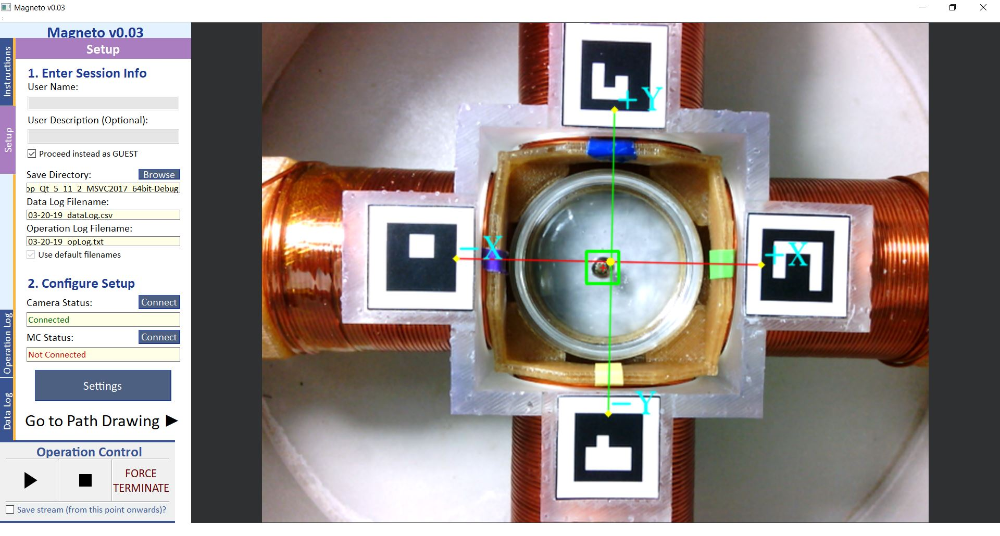 Magneto v0.03
Magneto v0.03
Setup
Instructions
Setup
Operation Log
Data Log
1. Enter Session Info
User Name:
User Description (Optional):
Proceed instead as GUEST
Save Directory:
Browse
op_Qt_5_11_2_MSVC2017_64bit-Debug
Data Log Filename:
03-20-19_dataLog.csv
Operation Log Filename:
03-20-19_opLog.txt
Use default filenames
2. Configure Setup
Camera Status:
Connect
Connected
MC Status:
Connect
Not Connected
Settings
Go to Path Drawing
Operation Control
FORCE
TERMINATE
Save stream (from this point onwards)?
+Y
-X
+X
-Y